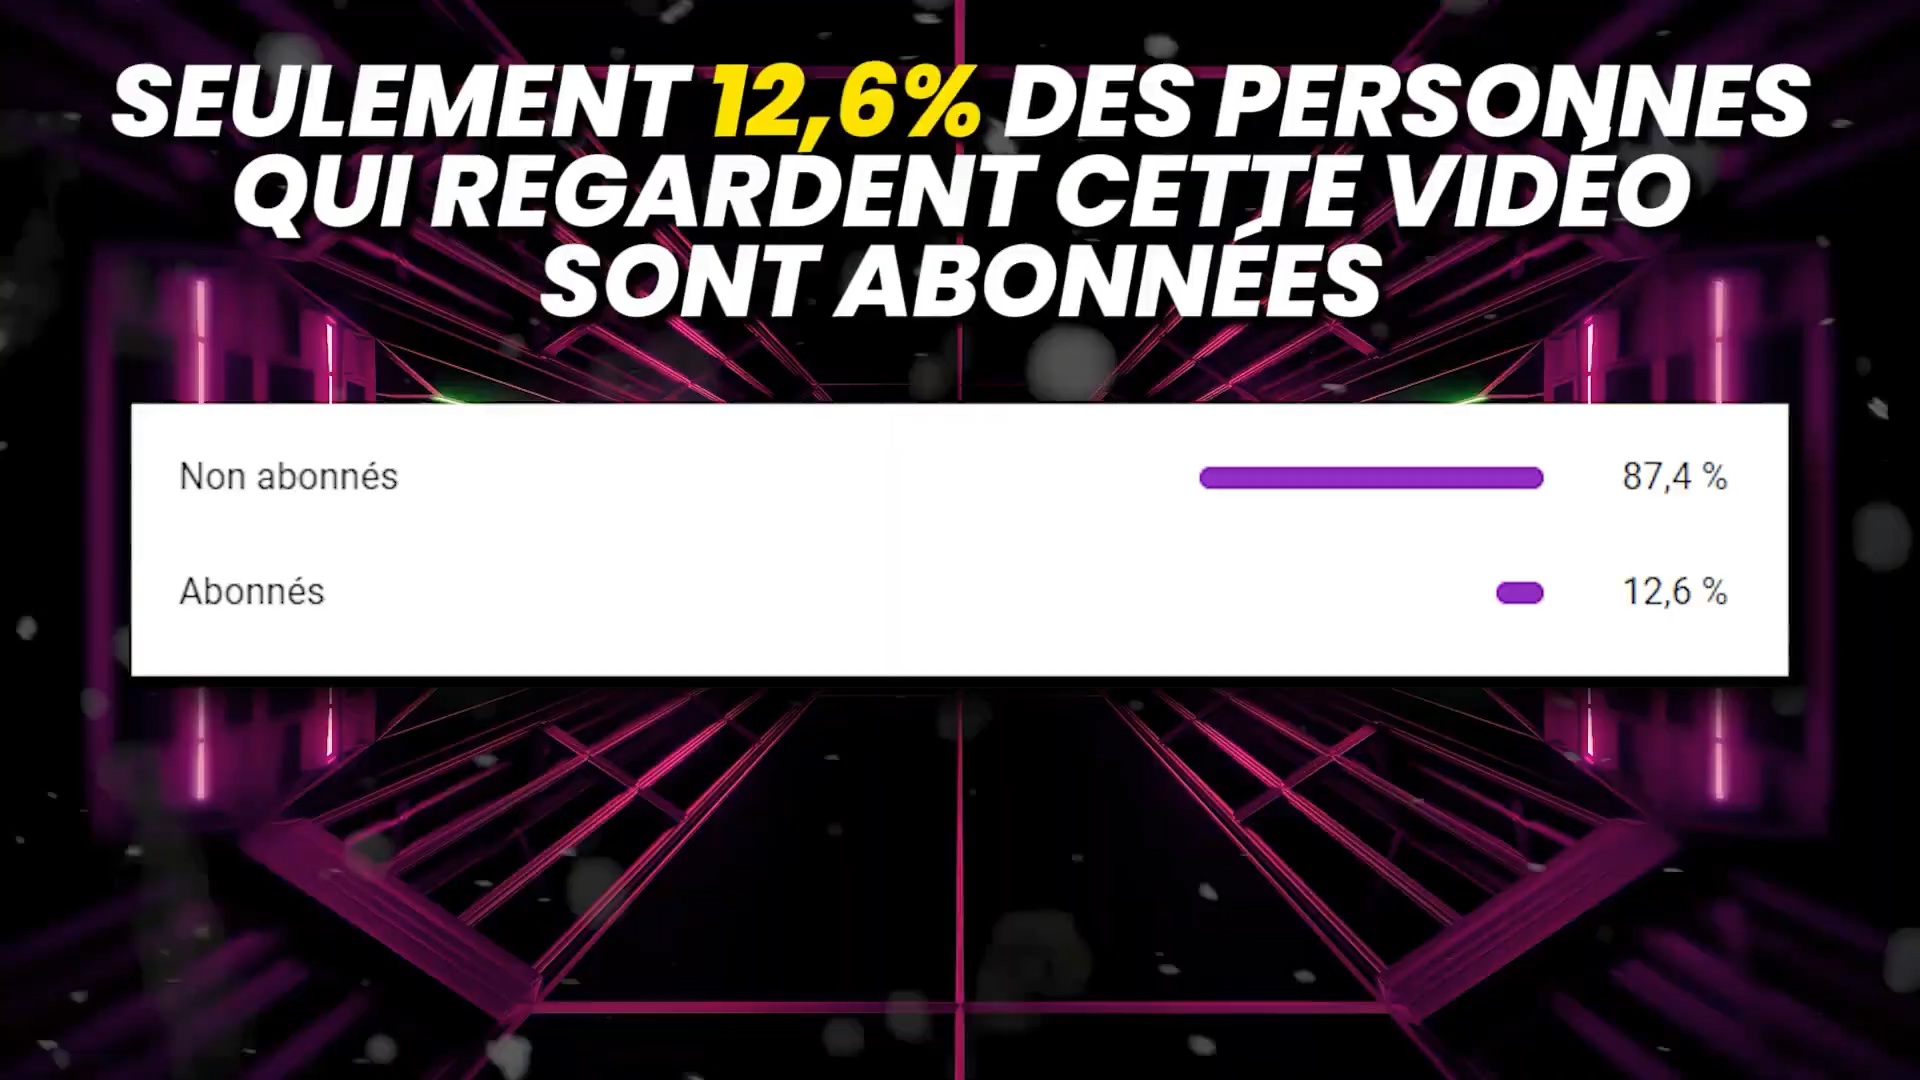 SEULEMENT 12,6% DES PERSONNES
QUI REGARDENT CETTE VIDÉO
SONT ABONNÉES
Non abonnés 87,4 %
Abonnés 12,6 %